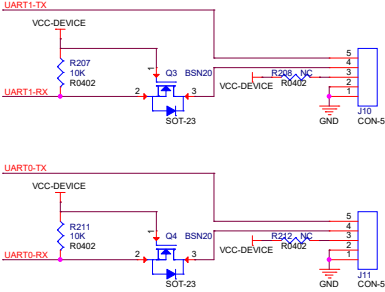 UART1-TX
VCC-DEVICE
R207
10K
R0402
UART1-RX
1
Q3 BSN20
2
3
SOT-23
VCC-DEVICE
R208 NC
R0402
5
4
3
2
1
GND
J10
CON-5
UART0-TX
VCC-DEVICE
R211
10K
R0402
UART0-RX
1
Q4 BSN20
2
3
SOT-23
VCC-DEVICE
R212 NC
R0402
5
4
3
2
1
GND
J11
CON-5